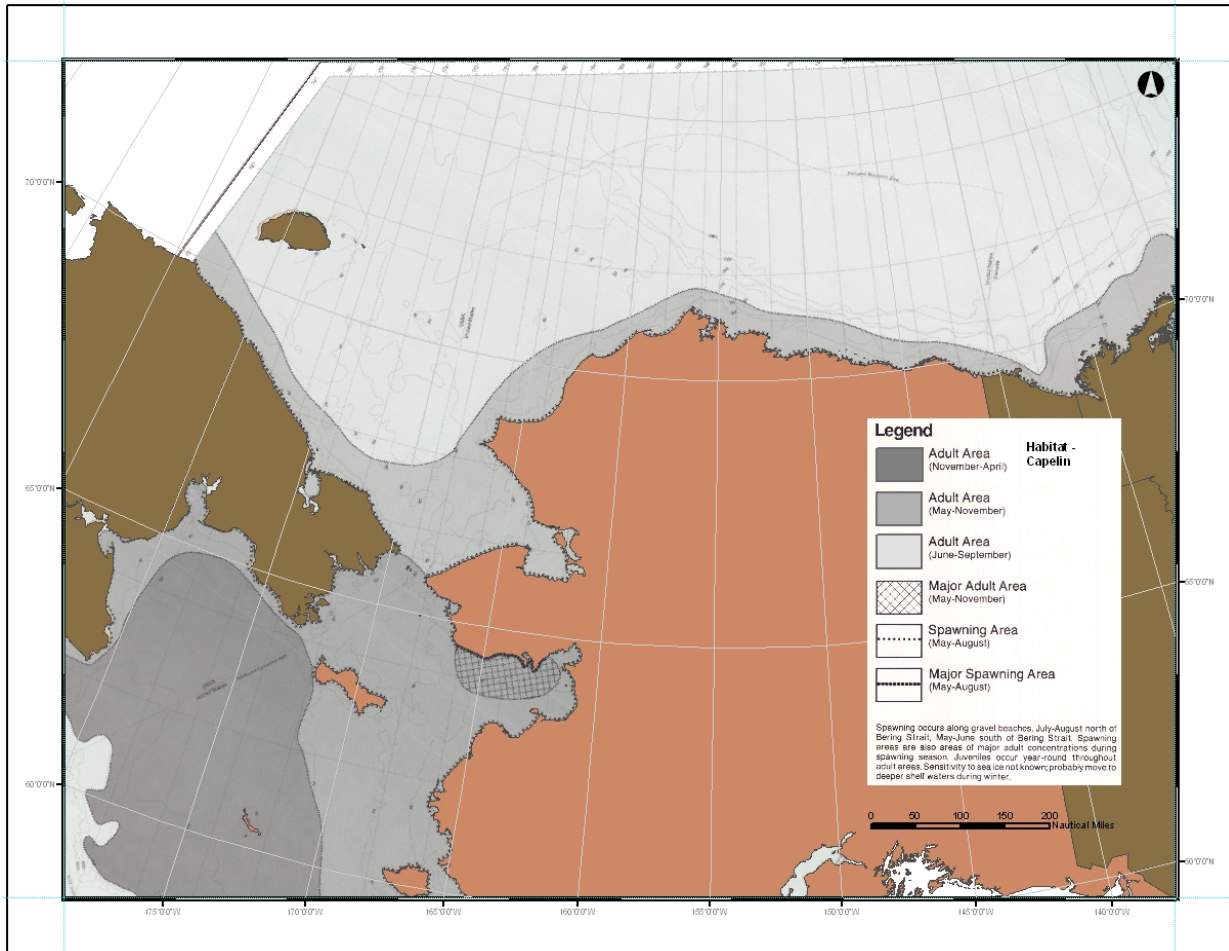 70°0'0"N
65°0'0"N
60°0'0"N
70°0'0"N
65°0'0"N
60°0'0"N
Legend
Habitat -
Capelin
Adult Area
(November-April)
Adult Area
(May-November)
Adult Area
(June-September)
Major Adult Area
(May-November)
Spawning Area
(May-August)
Major Spawning Area
(May-August)
Spawning occurs along gravel beaches, July-August north of
Bering Strait, May-June south of Bering Strait. Spawning
areas are also areas of major adult concentrations during
spawning season. Juveniles occur year-round throughout
adult areas. Sensitivity to sea ice not known; probably move to
deeper shelf waters during winter.
0 50 100 150 200
Nautical Miles
175°0'0"W 170°0'0"W 165°0'0"W 160°0'0"W 155°0'0"W 150°0'0"W 145°0'0"W 140°0'0"W